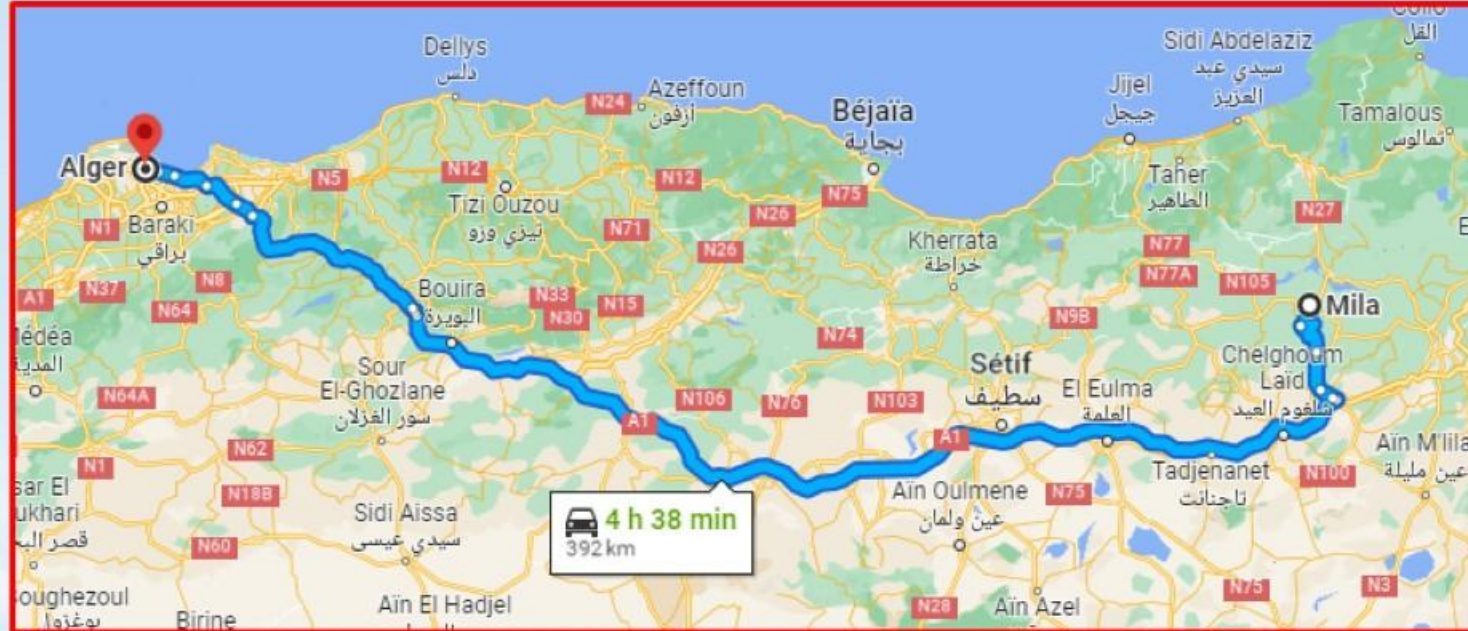 Collo
القل
Dellys
دلس
Sidi Abdelaziz
سيدي عبد
العزيز
Azeffoun
أزفون
Jijel
جيجل
N24
Béjaïa
بجاية
Tamalous
تمالوس
Alger
N5
N12
N12
N75
Taher
الطاهير
N27
Baraki
براقي
N1
Tizi Ouzou
تيزي وزو
N71
N26
N26
Kherrata
خراطة
N77
N77A
N105
N8
N37
A1
N64
Bouira
البويرة
N33
N30
N15
N74
N9B
Mila
Médéa
المدية
Sour
El-Ghozlane
سور الغزلان
Sétif
سطيف
Chelghoum
Laïd
شلغوم العيد
N64A
N106
N76
N103
El Eulma
العلمة
A1
A1
N62
N1
Aïn M'lila
عين مليلة
Tadjenanet
تاجنانت
N100
N18B
Sidi Aissa
سيدي عيسى
4 h 38 min
392 km
Aïn Oulmene
عين ولمان
N75
N60
N75
N3
Aïn El Hadjel
N28
Aïn Azel
Birine